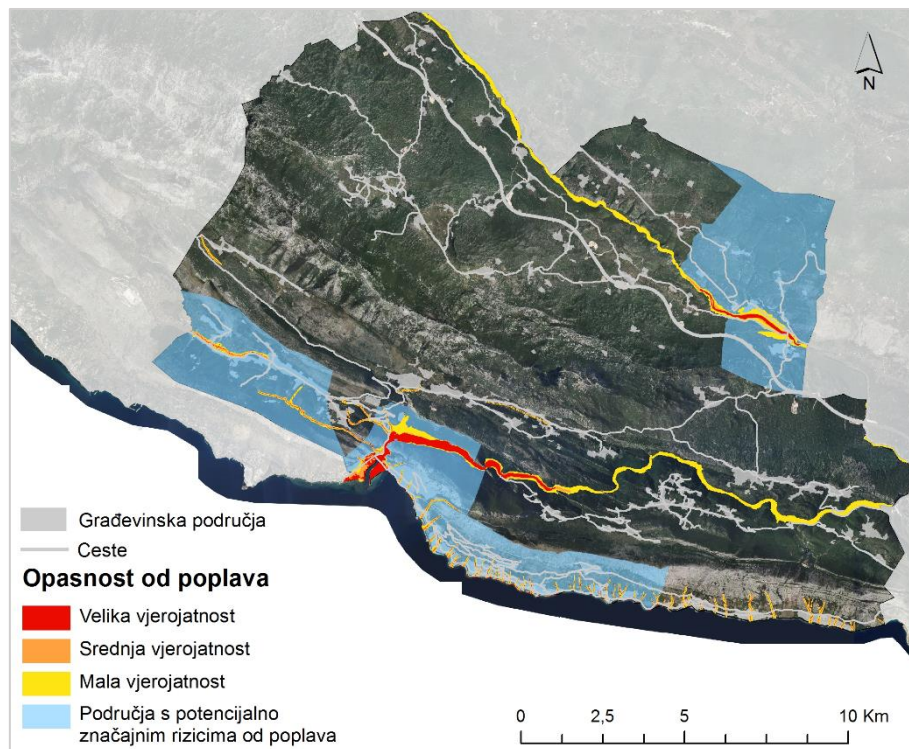 N
Građevinska područja
Ceste
Opasnost od poplava
Velika vjerojatnost
Srednja vjerojatnost
Mala vjerojatnost
Područja s potencijalno
značajnim rizicima od poplava
0 2,5 5 10 Km